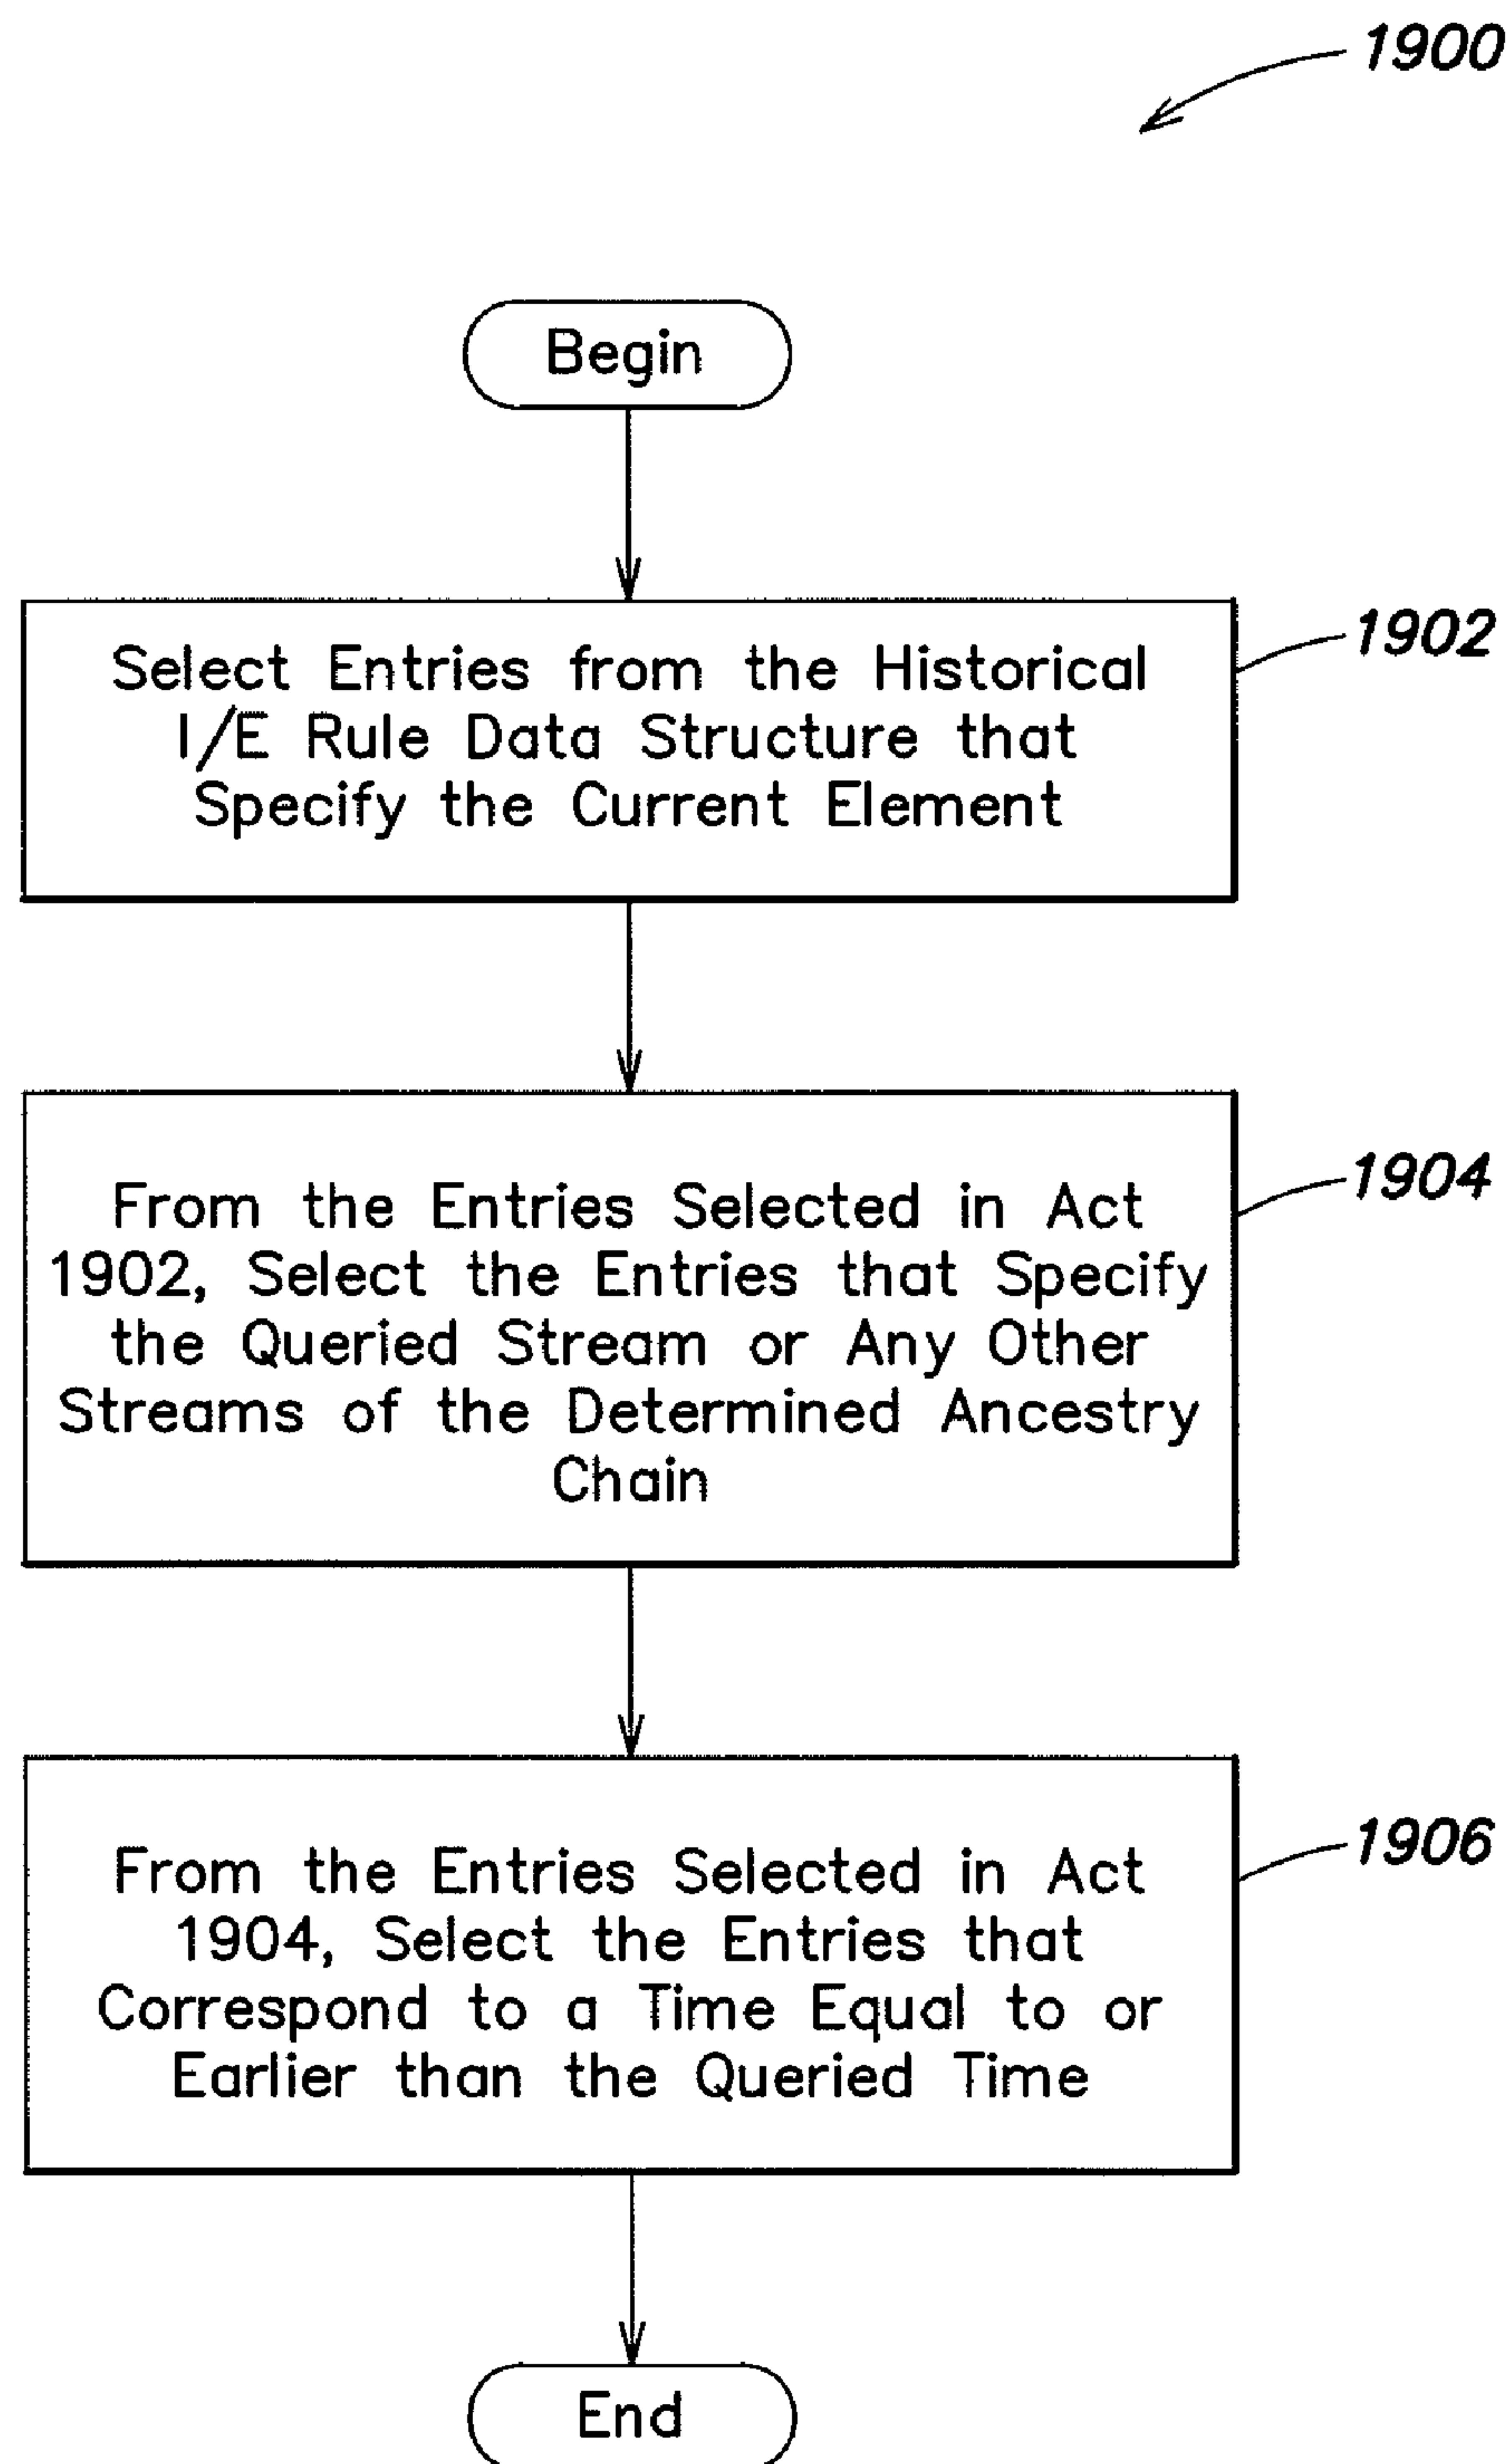 1900
Begin
Select Entries from the Historical
I/E Rule Data Structure that
Specify the Current Element
1902
From the Entries Selected in Act
1902, Select the Entries that Specify
the Queried Stream or Any Other
Streams of the Determined Ancestry
Chain
1904
From the Entries Selected in Act
1904, Select the Entries that
Correspond to a Time Equal to or
Earlier than the Queried Time
1906
End